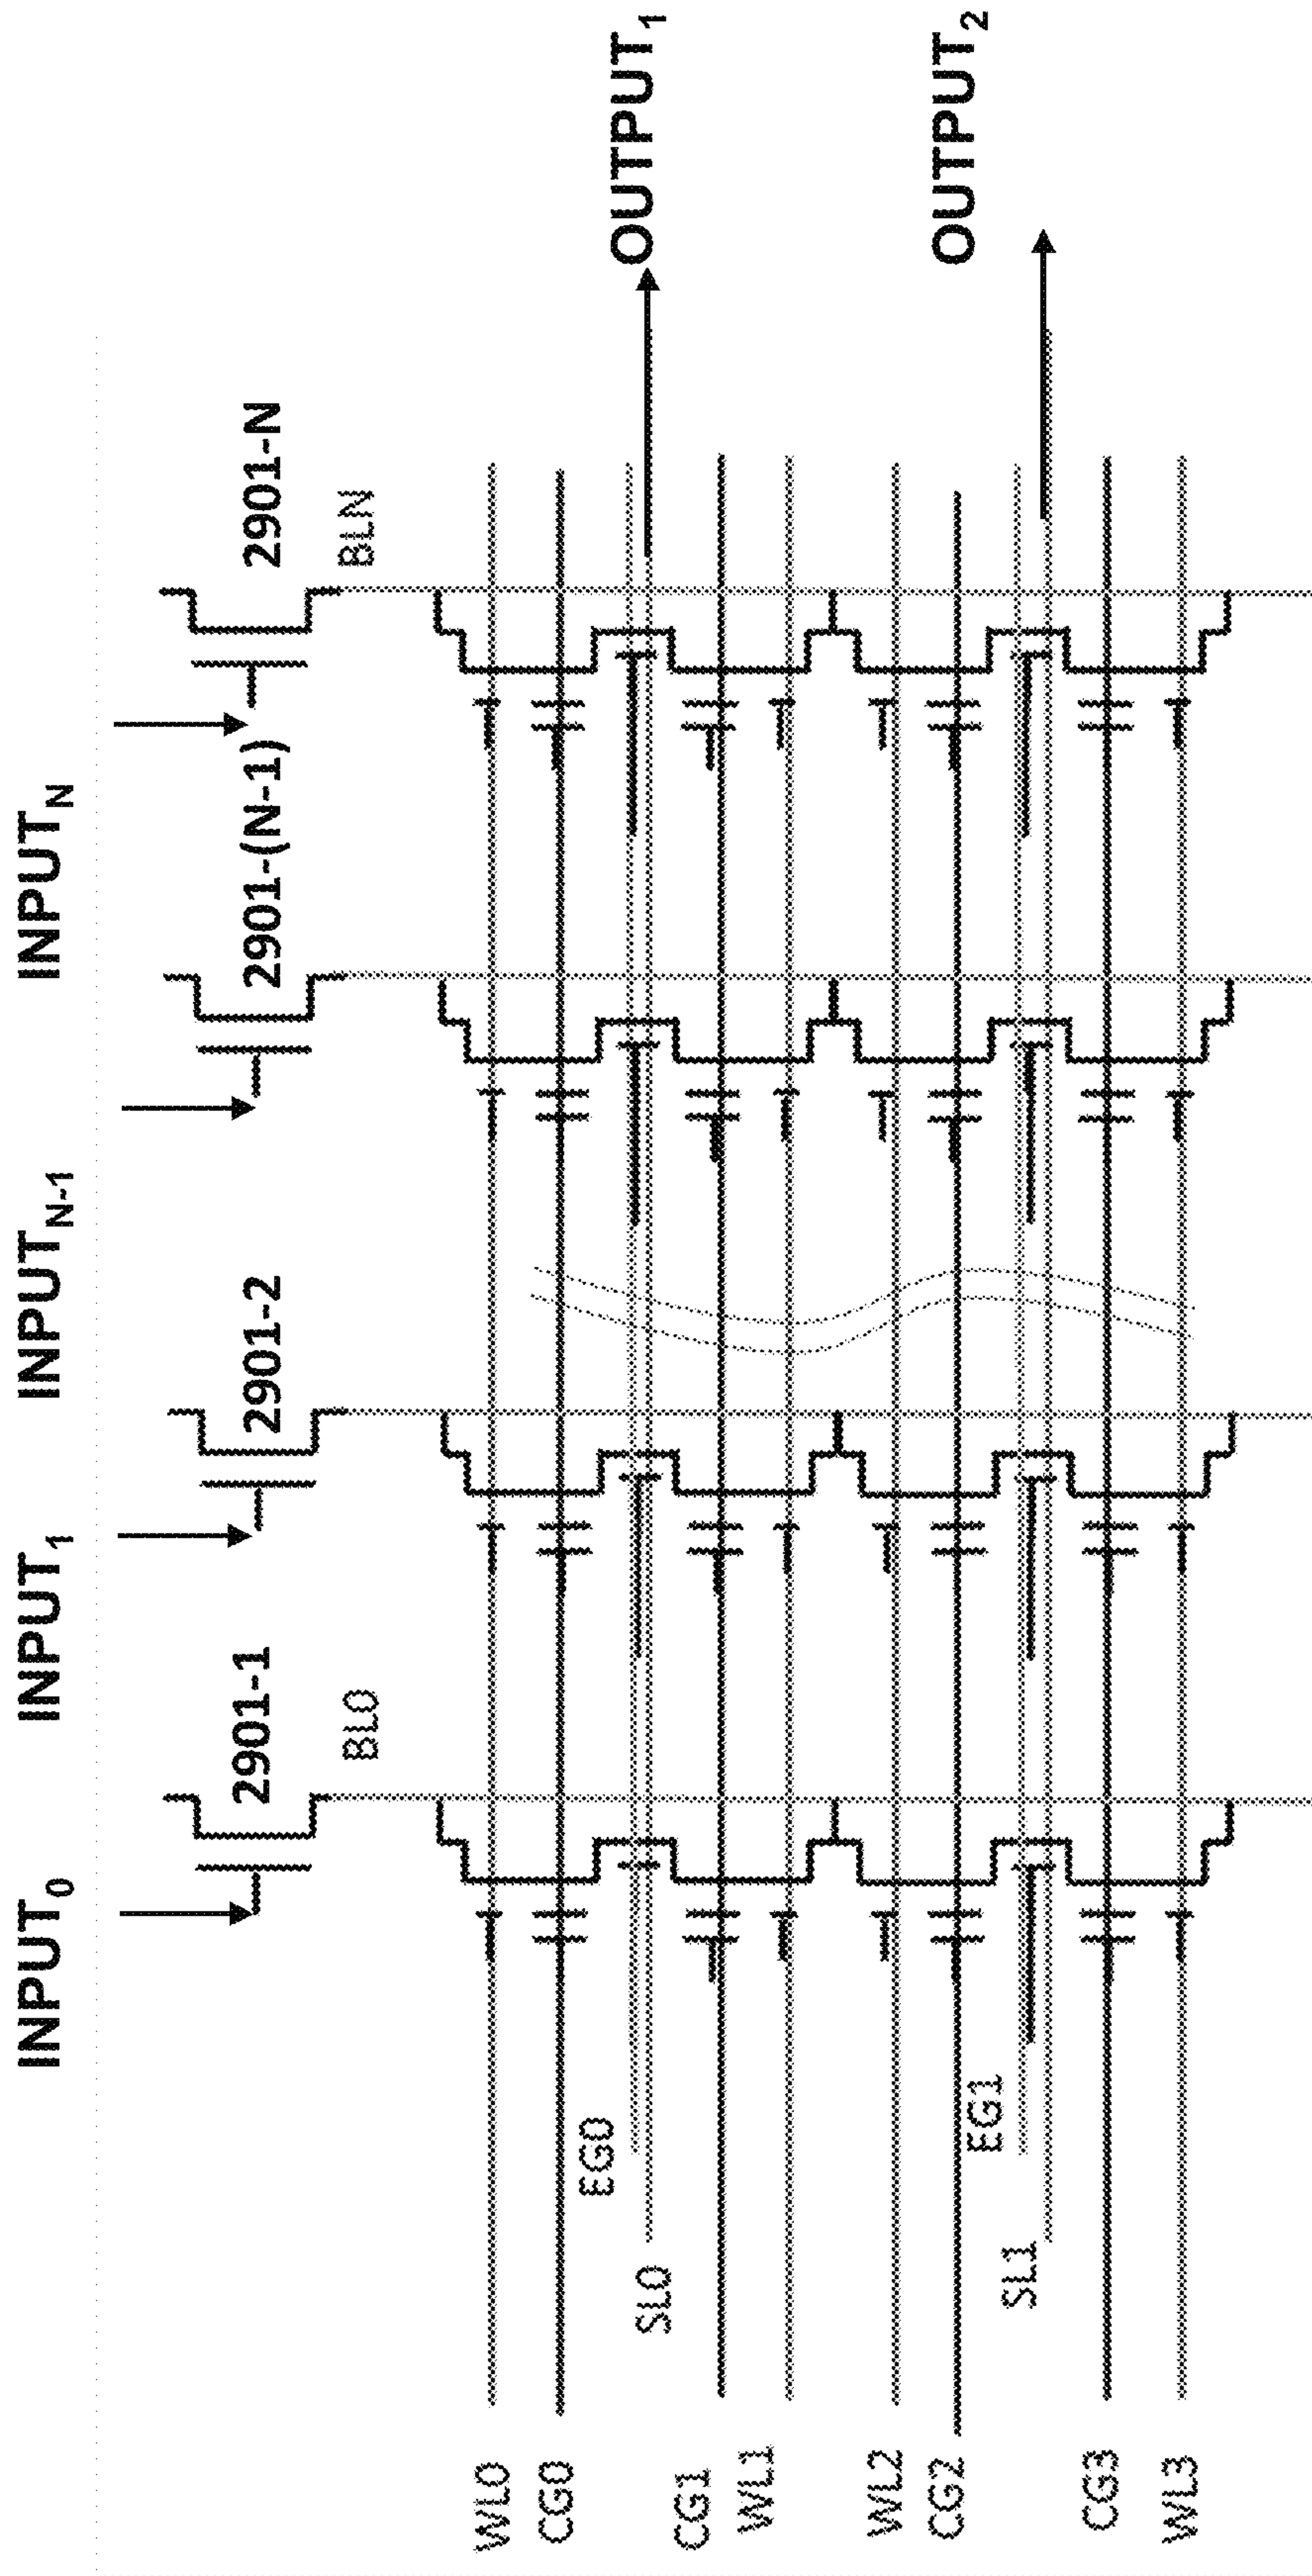 INPUT0
INPUT1
INPUTN-1
INPUTN
2901-1
2901-2
2901-(N-1)
2901-N
BL0
BLN
WL0
CG0
EG0
SL0
OUTPUT1
CG1
WL1
WL2
CG2
EG1
SL1
OUTPUT2
CG3
WL3